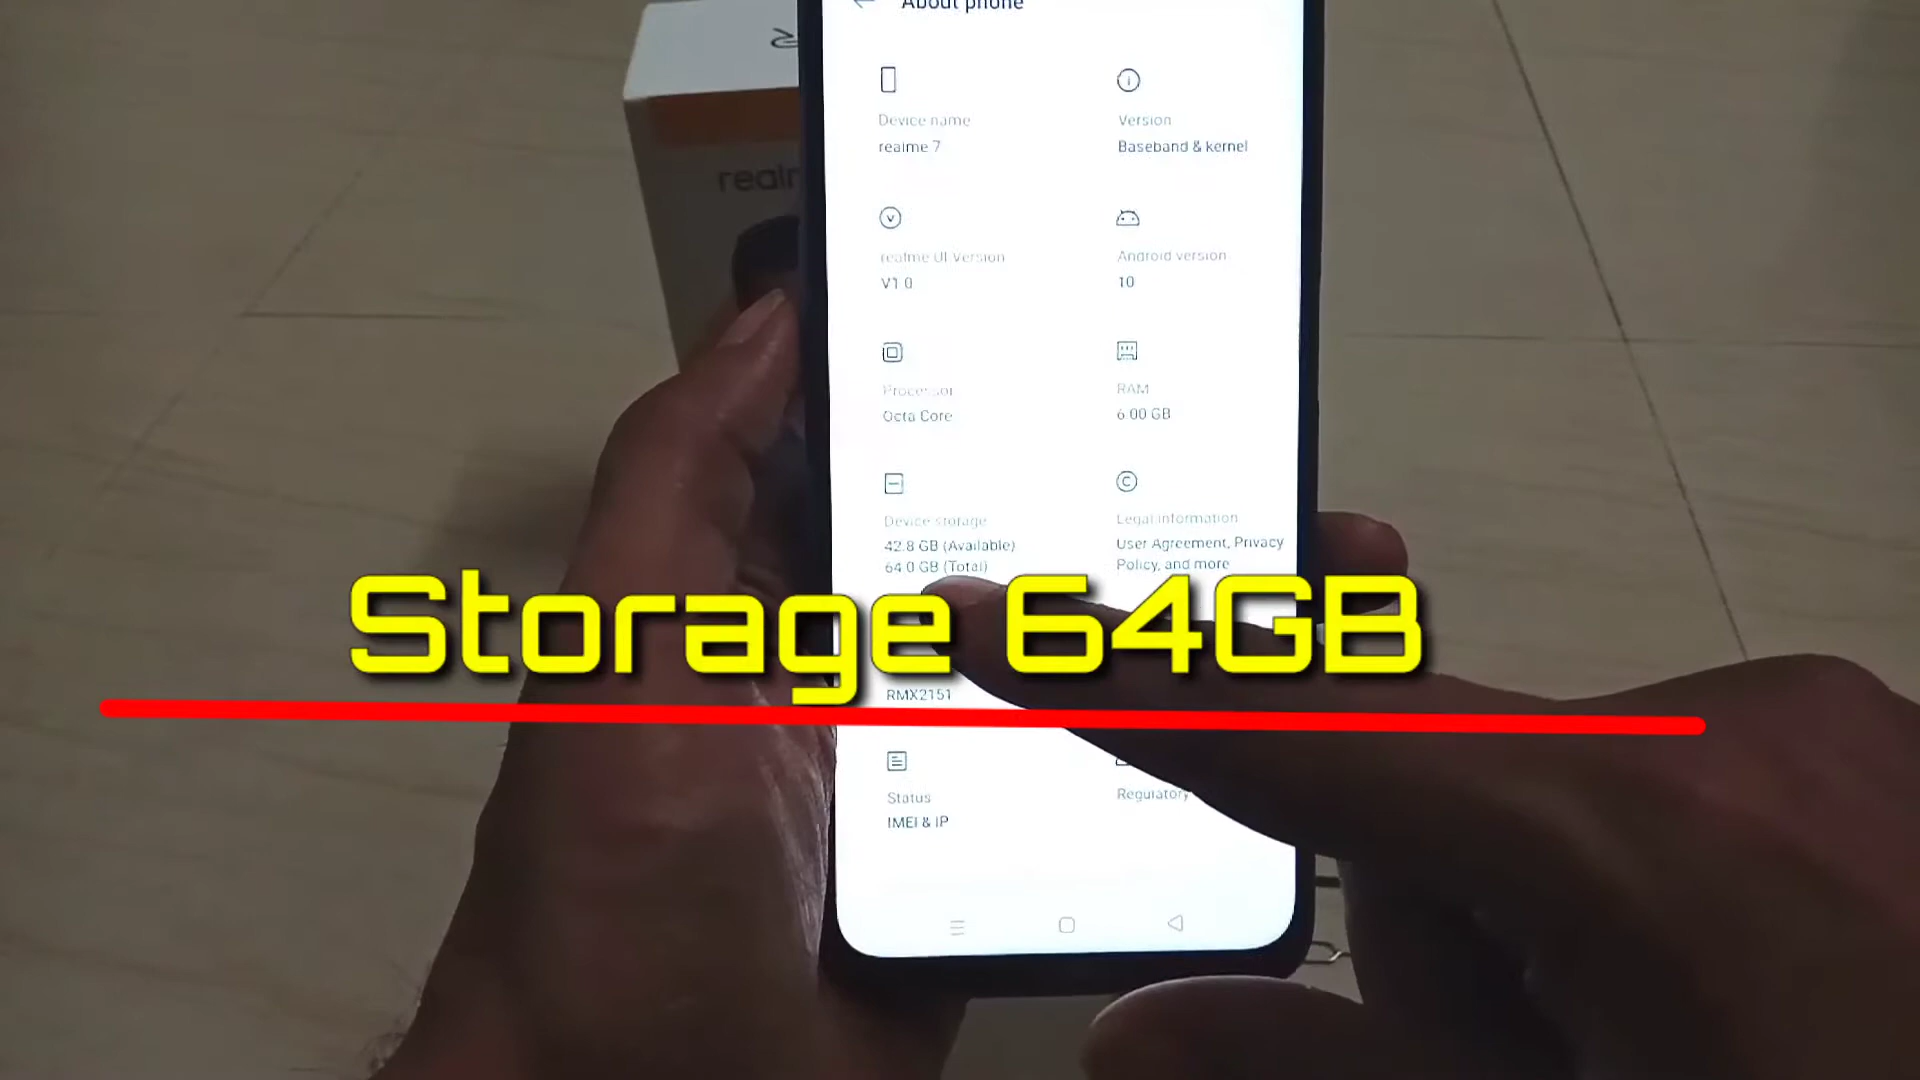 About phone
realm
Device name
realme 7
Version
Baseband & kernel
realme UI Version
V1.0
Android version
10
Processor
Octa Core
RAM
6.00 GB
Device storage
42.8 GB (Available)
64.0 GB (Total)
Legal information
User Agreement, Privacy
Policy, and more
Storage 64GB
RMX2151
Status
IMEI & IP
Regulatory